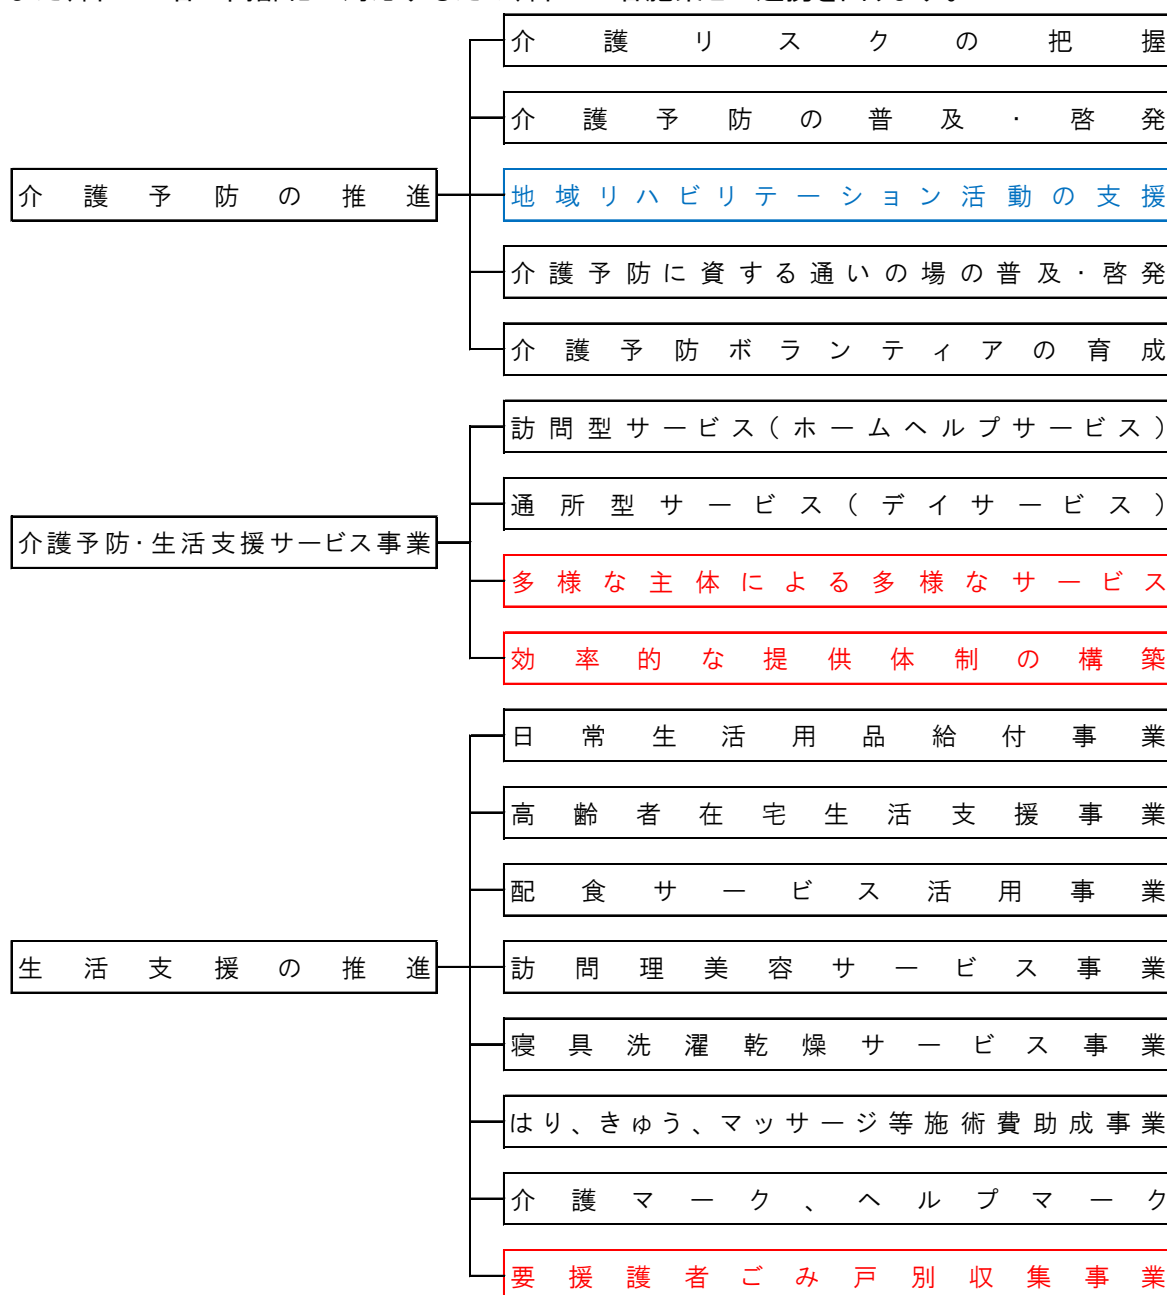 介護リスクの把握
介護予防の普及・啓発
介護予防の推進
地域リハビリテーション活動の支援
介護予防に資する通いの場の普及・啓発
介護予防ボランティアの育成
訪問型サービス(ホームヘルプサービス)
通所型サービス(デイサービス)
介護予防・生活支援サービス事業
多様な主体による多様なサービス
効率的な提供体制の構築
日常生活用品給付事業
高齢者在宅生活支援事業
配食サービス活用事業
生活支援の推進
訪問理美容サービス事業
寝具洗濯乾燥サービス事業
はり、きゅう、マッサージ等施術費助成事業
介護マーク、ヘルプマーク
要援護者ごみ戸別収集事業